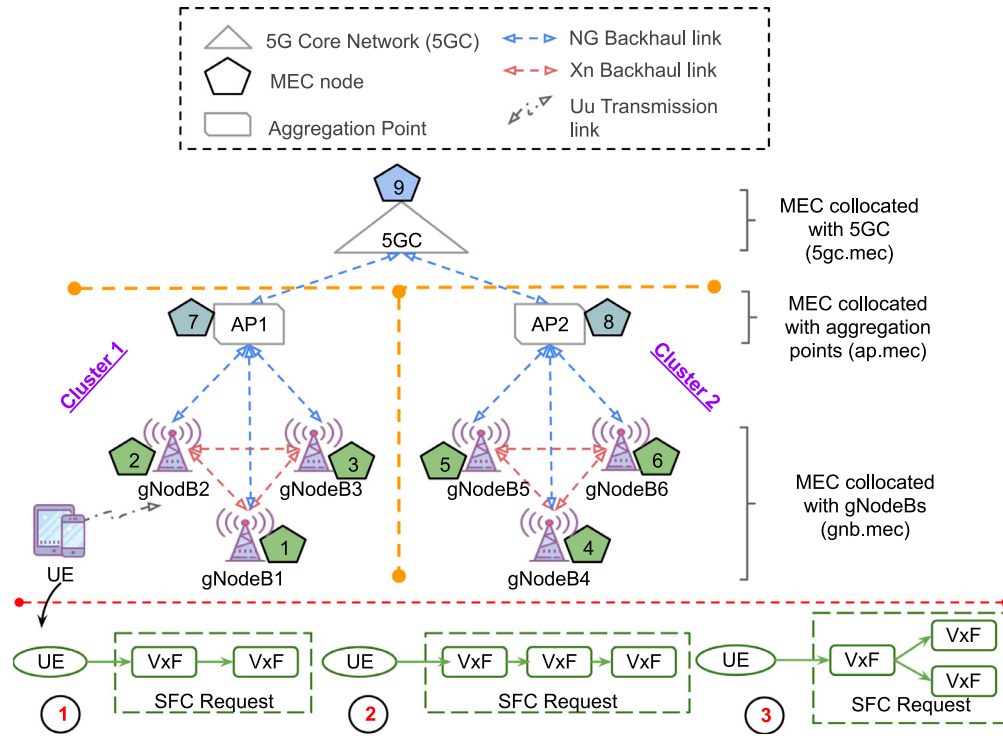 5G Core Network (5GC)
NG Backhaul link
MEC node
Xn Backhaul link
Aggregation Point
Uu Transmission
link
9
5GC
MEC collocated
with 5GC
(5gc.mec)
7
AP1
AP2
8
MEC collocated
with aggregation
points (ap.mec)
Cluster 1
Cluster 2
2
3
5
6
gNodB2
gNodeB3
gNodeB5
gNodeB6
MEC collocated
with gNodeBs
(gnb.mec)
1
4
gNodeB1
gNodeB4
UE
UE
VxF
VxF
SFC Request
1
UE
VxF
VxF
VxF
SFC Request
2
UE
VxF
VxF
VxF
SFC Request
3